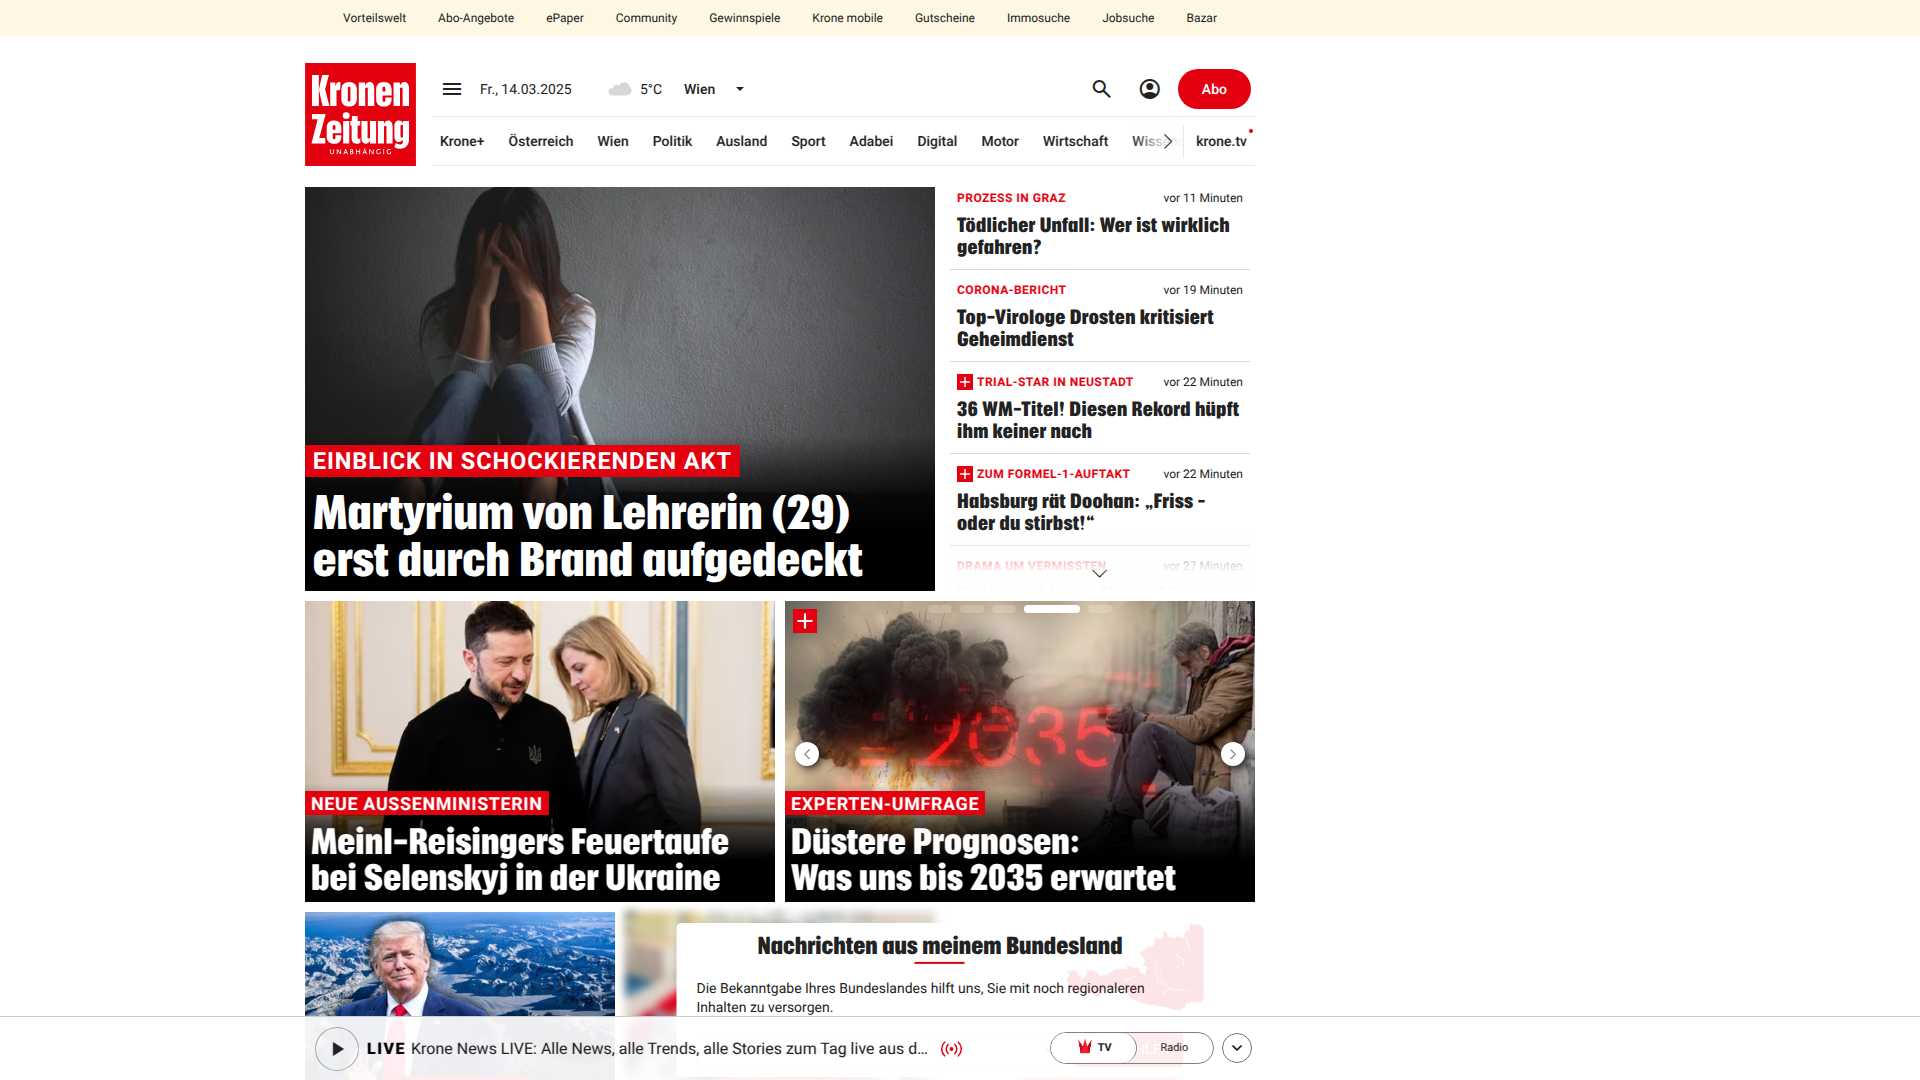 Vorteilswelt Abo-Angebote ePaper Community Gewinnspiele Krone mobile Gutscheine Immosuche Jobsuche Bazar
Kronen
Zeitung
UNABHÄNGIG
Fr., 14.03.2025 5°C Wien
Abo
Krone+ Österreich Wien Politik Ausland Sport Adabei Digital Motor Wirtschaft Wiss krone.tv
EINBLICK IN SCHOCKIERENDEN AKT
Martyrium von Lehrerin (29)
erst durch Brand aufgedeckt
PROZESS IN GRAZ vor 11 Minuten
Tödlicher Unfall: Wer ist wirklich
gefahren?
CORONA-BERICHT vor 19 Minuten
Top-Virologe Drosten kritisiert
Geheimdienst
TRIAL-STAR IN NEUSTADT vor 22 Minuten
36 WM-Titel! Diesen Rekord hüpft
ihm keiner nach
ZUM FORMEL-1-AUFTAKT vor 22 Minuten
Habsburg rät Doohan: „Friss -
oder du stirbst!“
DRAMA UM VERMISSTEN vor 27 Minuten
NEUE AUSSENMINISTERIN
Meinl-Reisingers Feuertaufe
bei Selenskyj in der Ukraine
2035
EXPERTEN-UMFRAGE
Düstere Prognosen:
Was uns bis 2035 erwartet
Nachrichten aus meinem Bundesland
Die Bekanntgabe Ihres Bundeslandes hilft uns, Sie mit noch regionaleren
Inhalten zu versorgen.
LIVE Krone News LIVE: Alle News, alle Trends, alle Stories zum Tag live aus d...
TV Radio